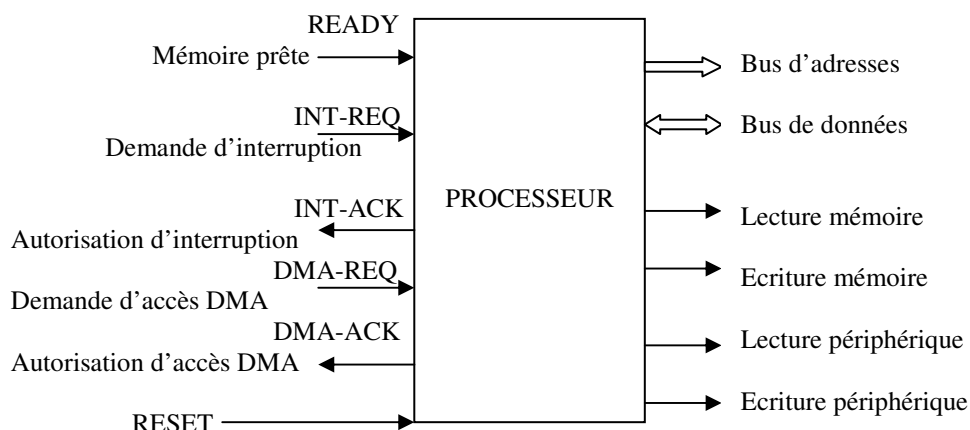 READY
Mémoire prête
INT-REQ
Demande d'interruption
INT-ACK
Autorisation d'interruption
DMA-REQ
Demande d'accès DMA
DMA-ACK
Autorisation d'accès DMA
RESET
PROCESSEUR
Bus d'adresses
Bus de données
Lecture mémoire
Ecriture mémoire
Lecture périphérique
Ecriture périphérique